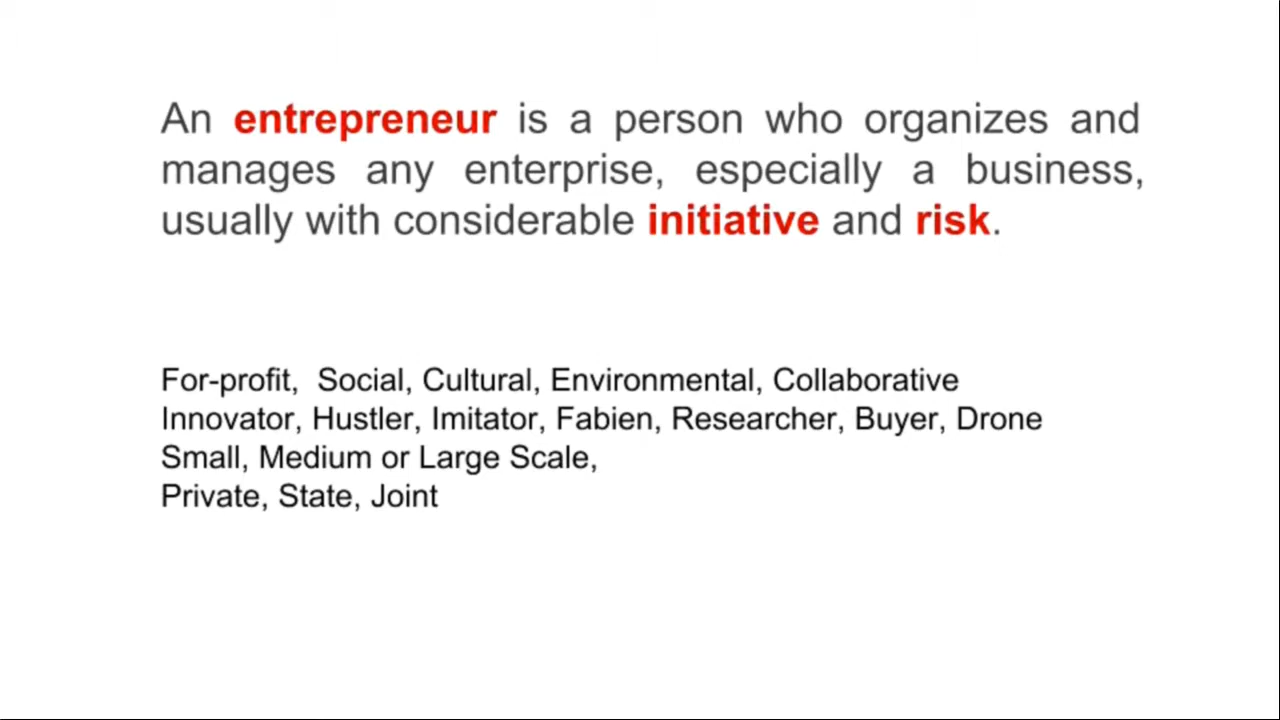 An entrepreneur is a person who organizes and
manages any enterprise, especially a business,
usually with considerable initiative and risk.
For-profit, Social, Cultural, Environmental, Collaborative
Innovator, Hustler, Imitator, Fabien, Researcher, Buyer, Drone
Small, Medium or Large Scale,
Private, State, Joint